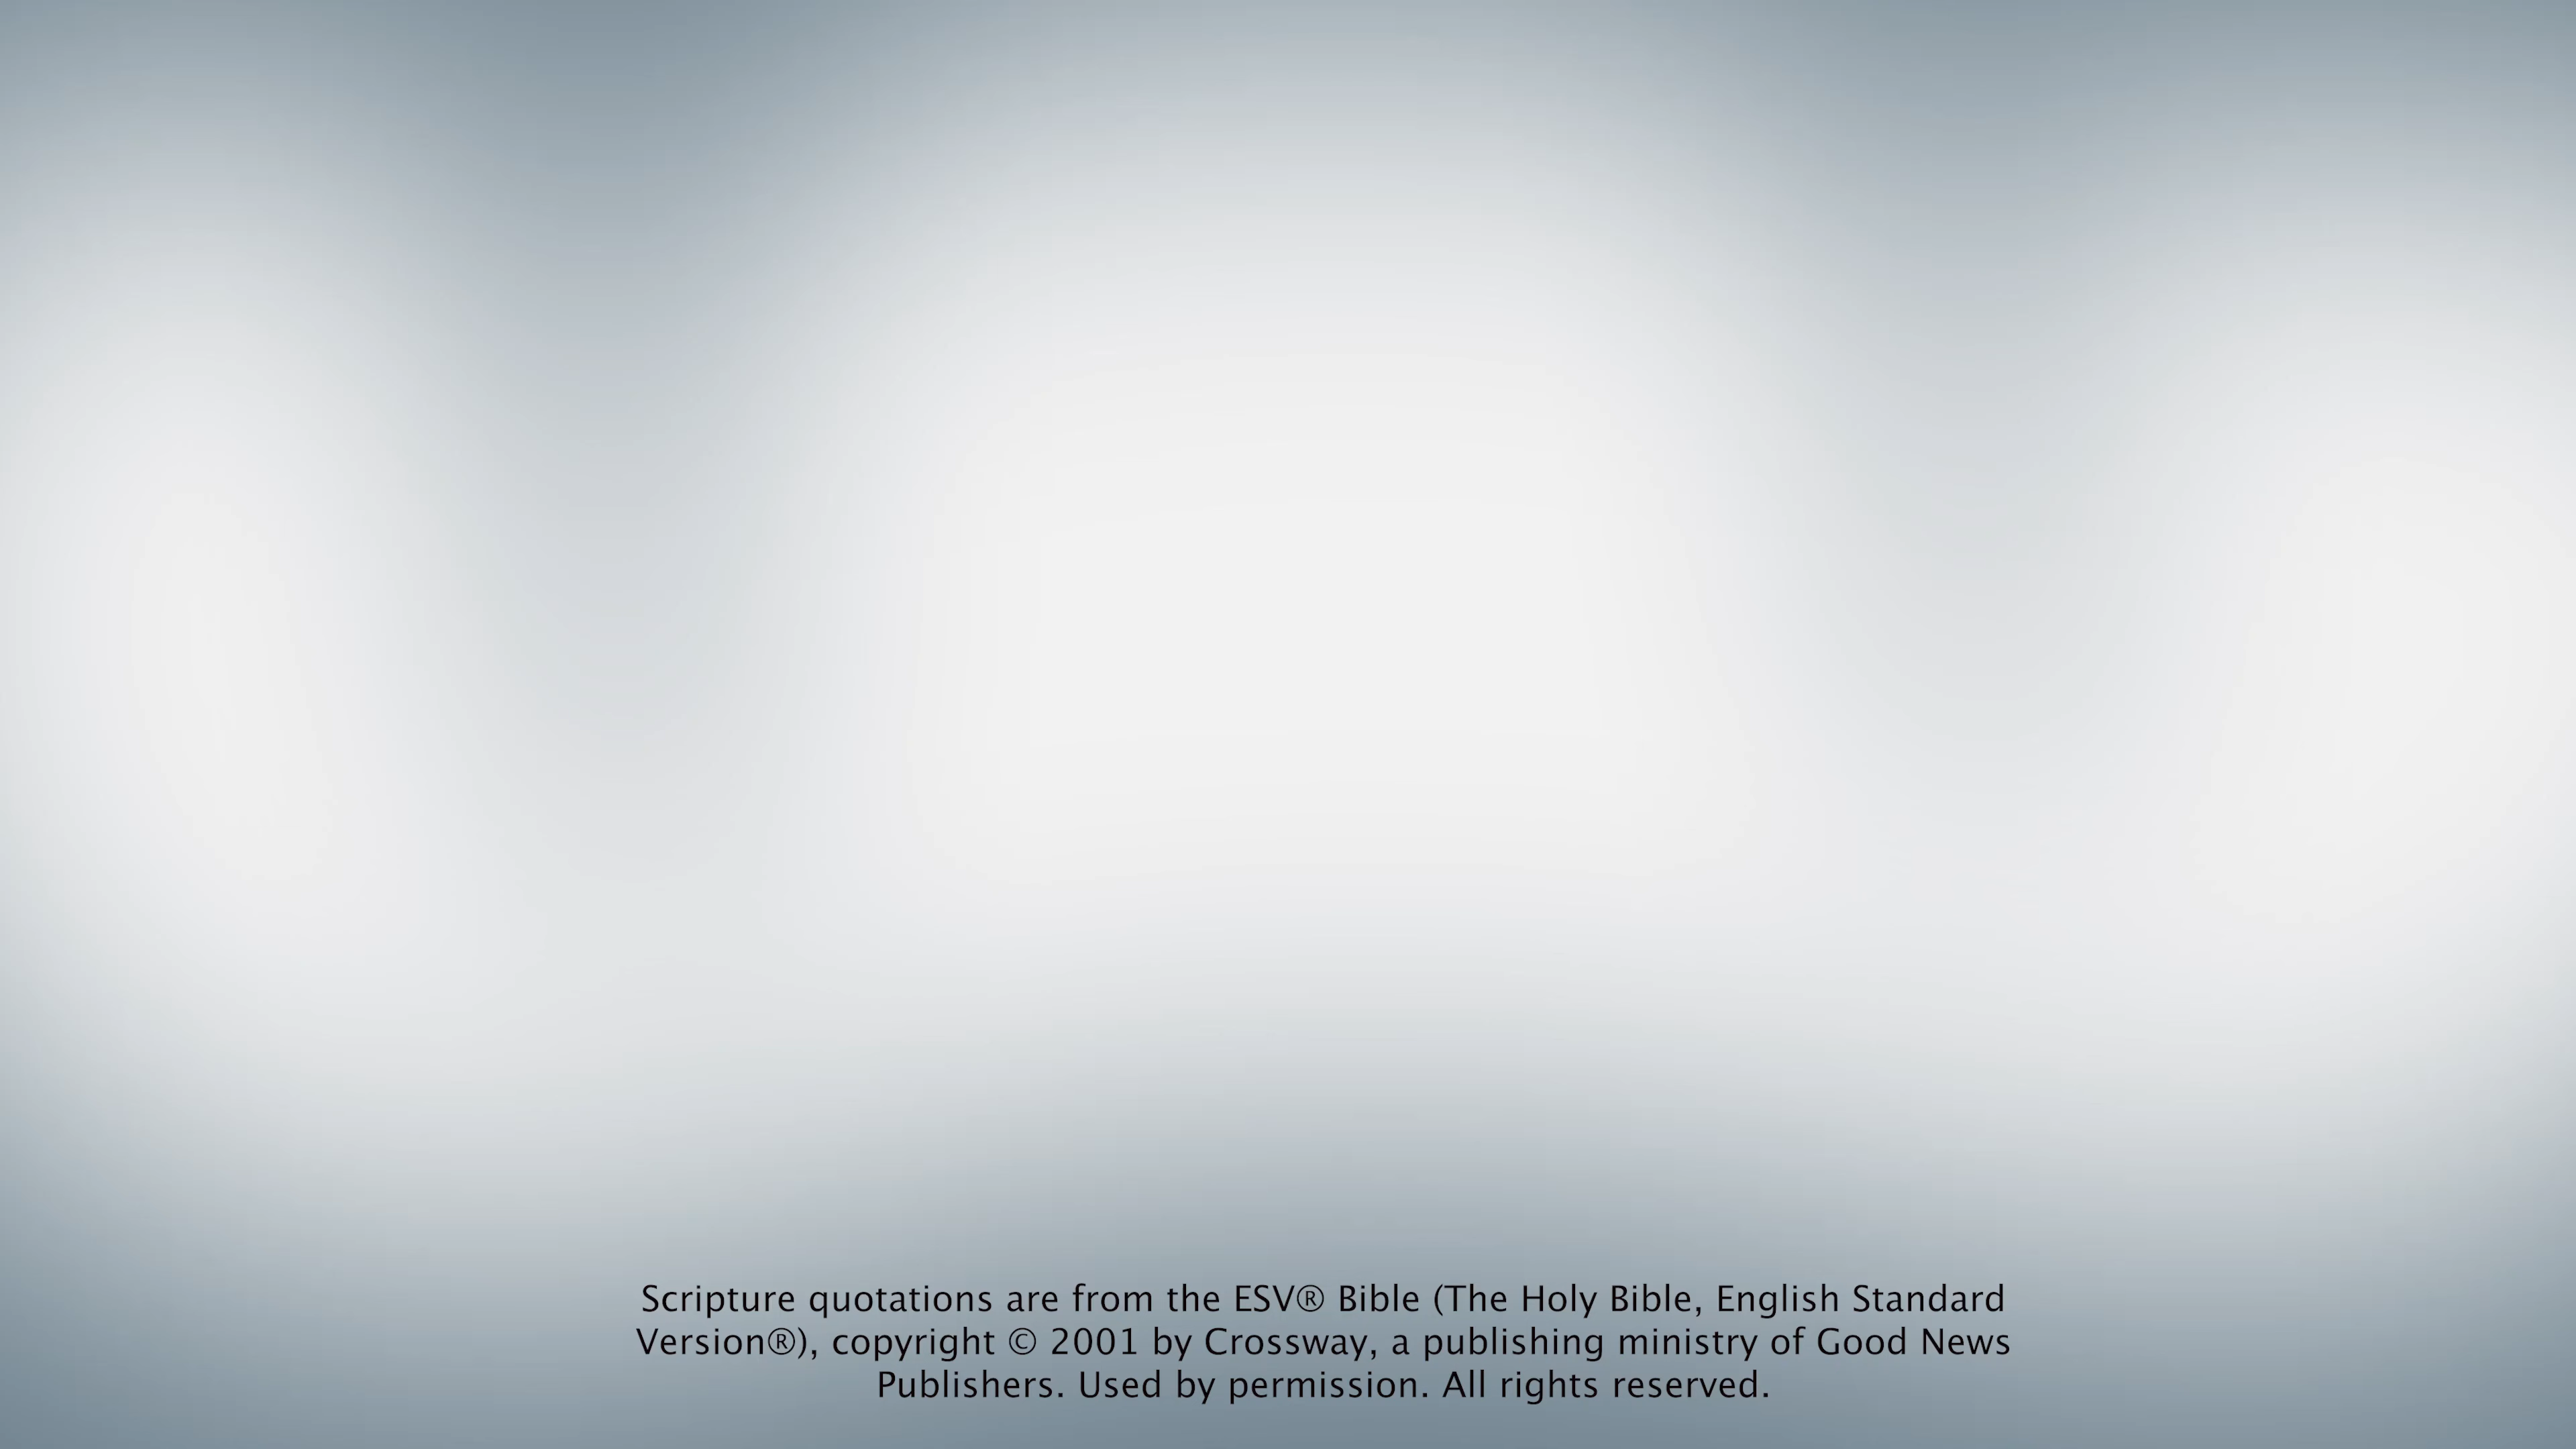 Scripture quotations are from the ESV® Bible (The Holy Bible, English Standard
Version®), copyright © 2001 by Crossway, a publishing ministry of Good News
Publishers. Used by permission. All rights reserved.